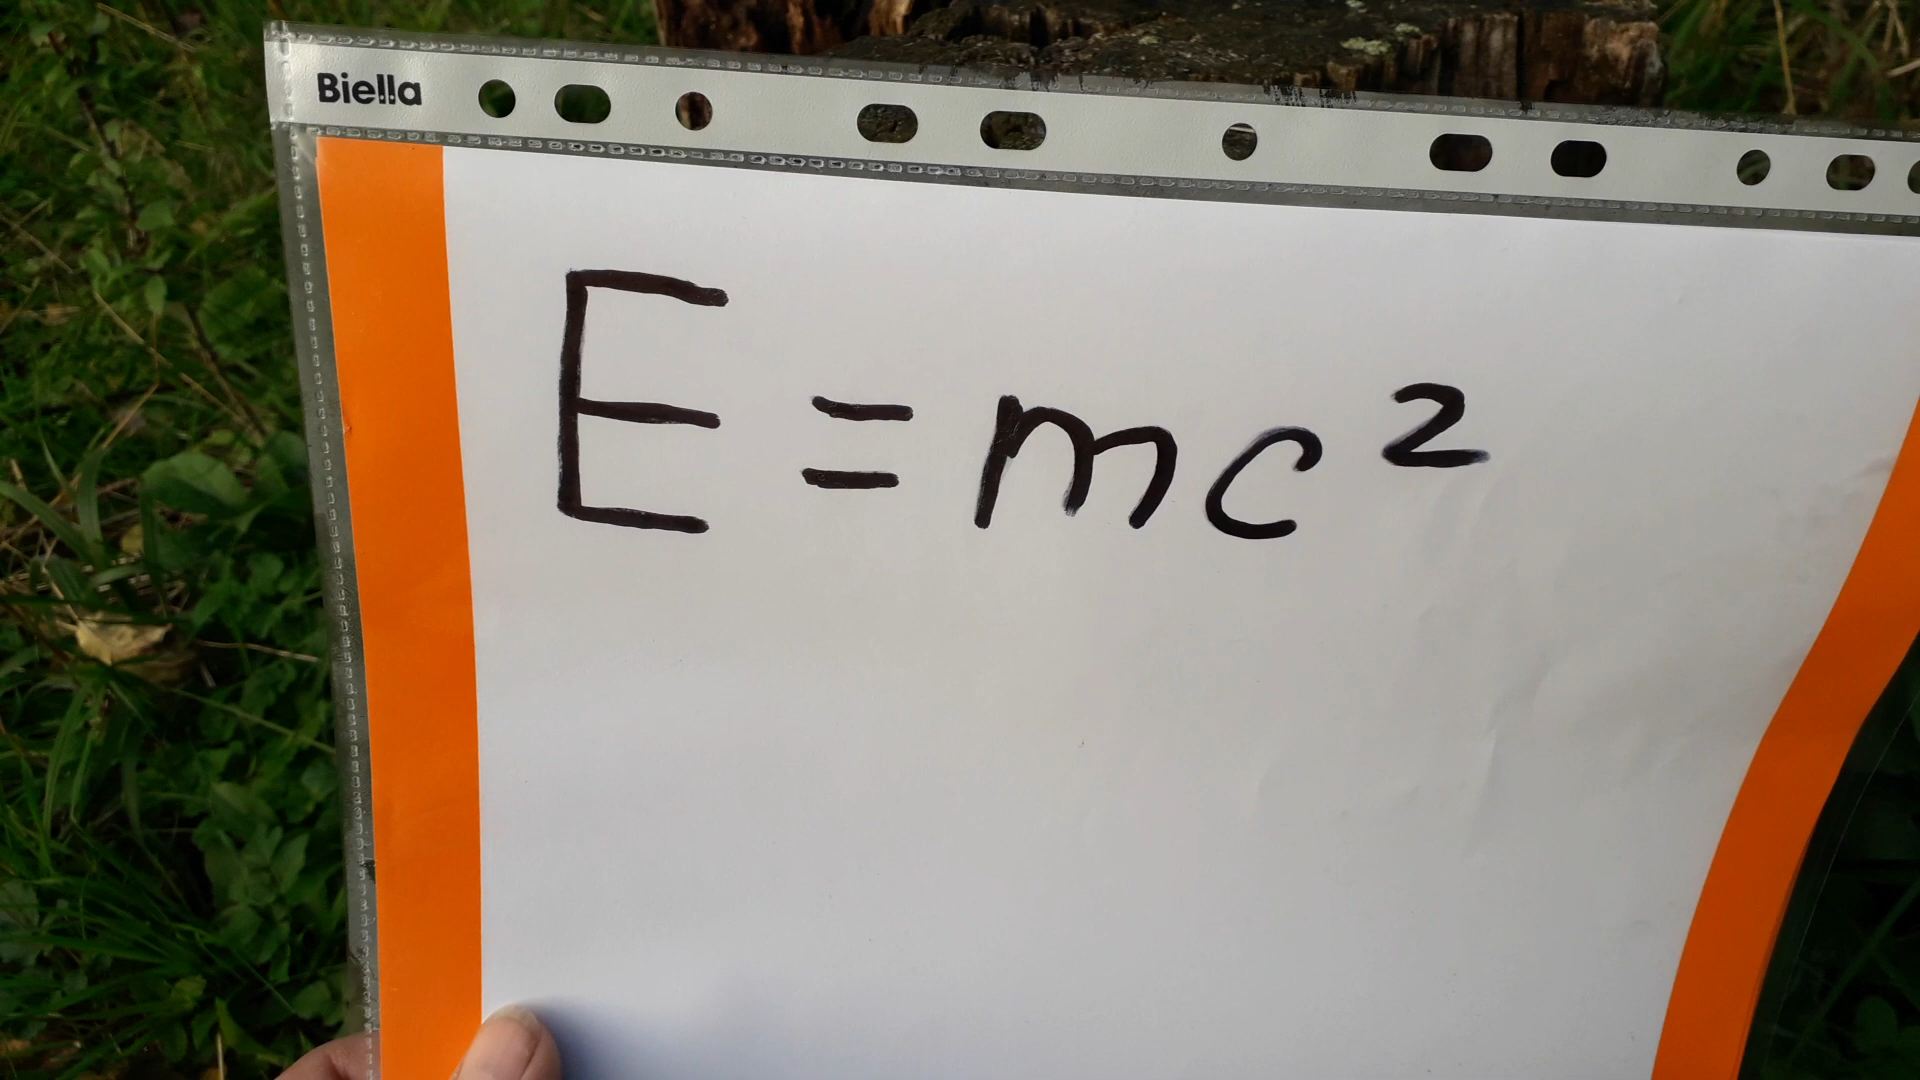 Biella
E = mc²